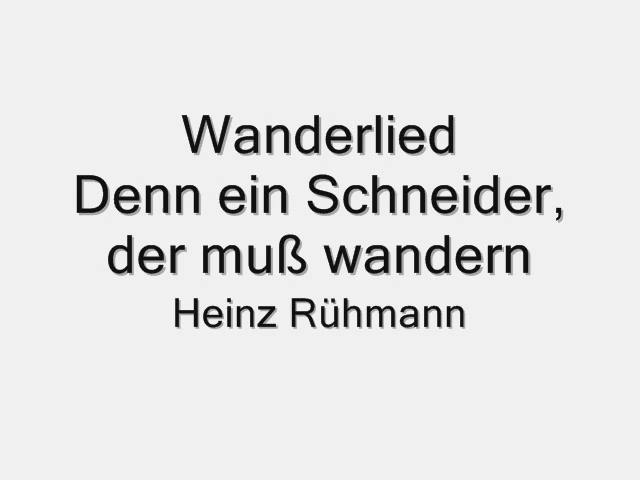 Wanderlied
Denn ein Schneider,
der muß wandern
Heinz Rühmann